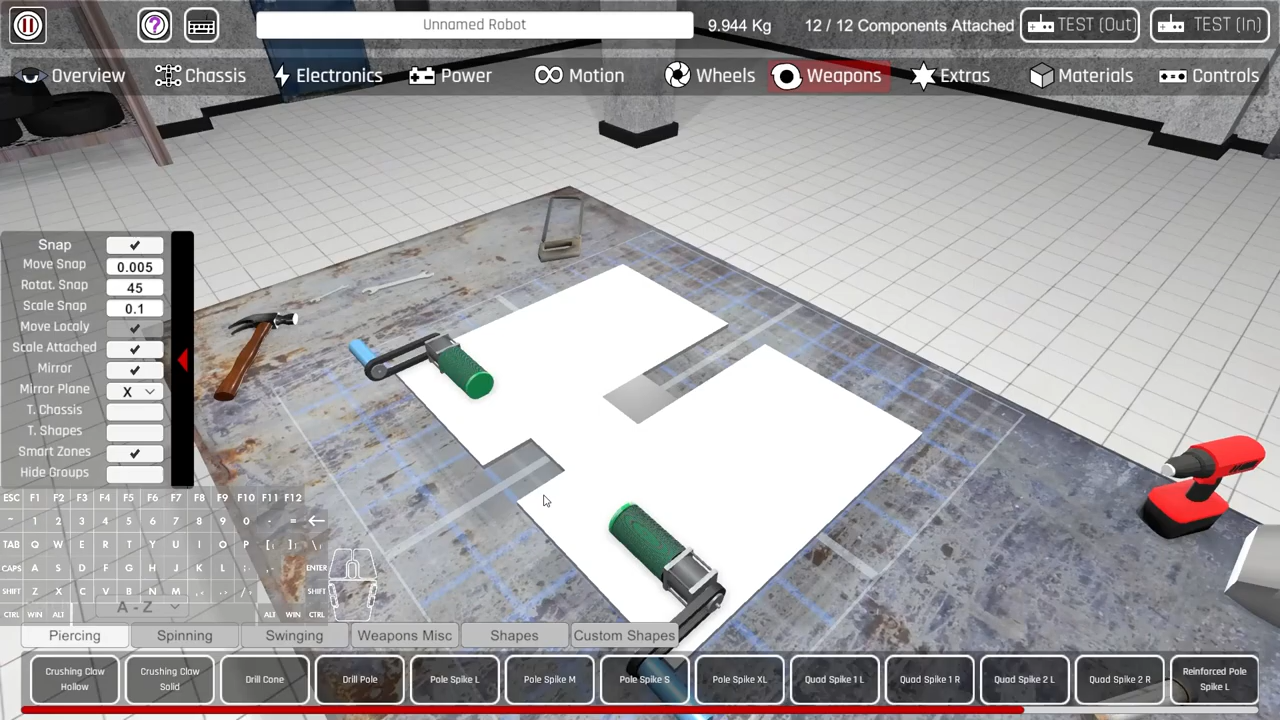 Unnamed Robot
9.944 Kg
12 / 12 Components Attached
TEST (Out)
TEST (In)
Overview
Chassis
Electronics
Power
Motion
Wheels
Weapons
Extras
Materials
Controls
Snap
Move Snap 0.005
Rotat. Snap 45
Scale Snap 0.1
Move Localy
Scale Attached
Mirror
Mirror Plane X
T. Chassis
T. Shapes
Smart Zones
Hide Groups
ESC F1 F2 F3 F4 F5 F6 F7 F8 F9 F10 F11 F12
~ 1 2 3 4 5 6 7 8 9 0 - =
TAB Q W E R T Y U I O P [ ] \
CAPS A S D F G H J K L ; ENTER
SHIFT Z X C V B N M , . / SHIFT
CTRL WIN ALT ALT WIN CTRL
A - Z
Piercing
Spinning
Swinging
Weapons Misc
Shapes
Custom Shapes
Crushing Claw
Hollow
Crushing Claw
Solid
Drill Cone
Drill Pole
Pole Spike L
Pole Spike M
Pole Spike S
Pole Spike XL
Quad Spike 1 L
Quad Spike 1 R
Quad Spike 2 L
Quad Spike 2 R
Reinforced Pole
Spike L